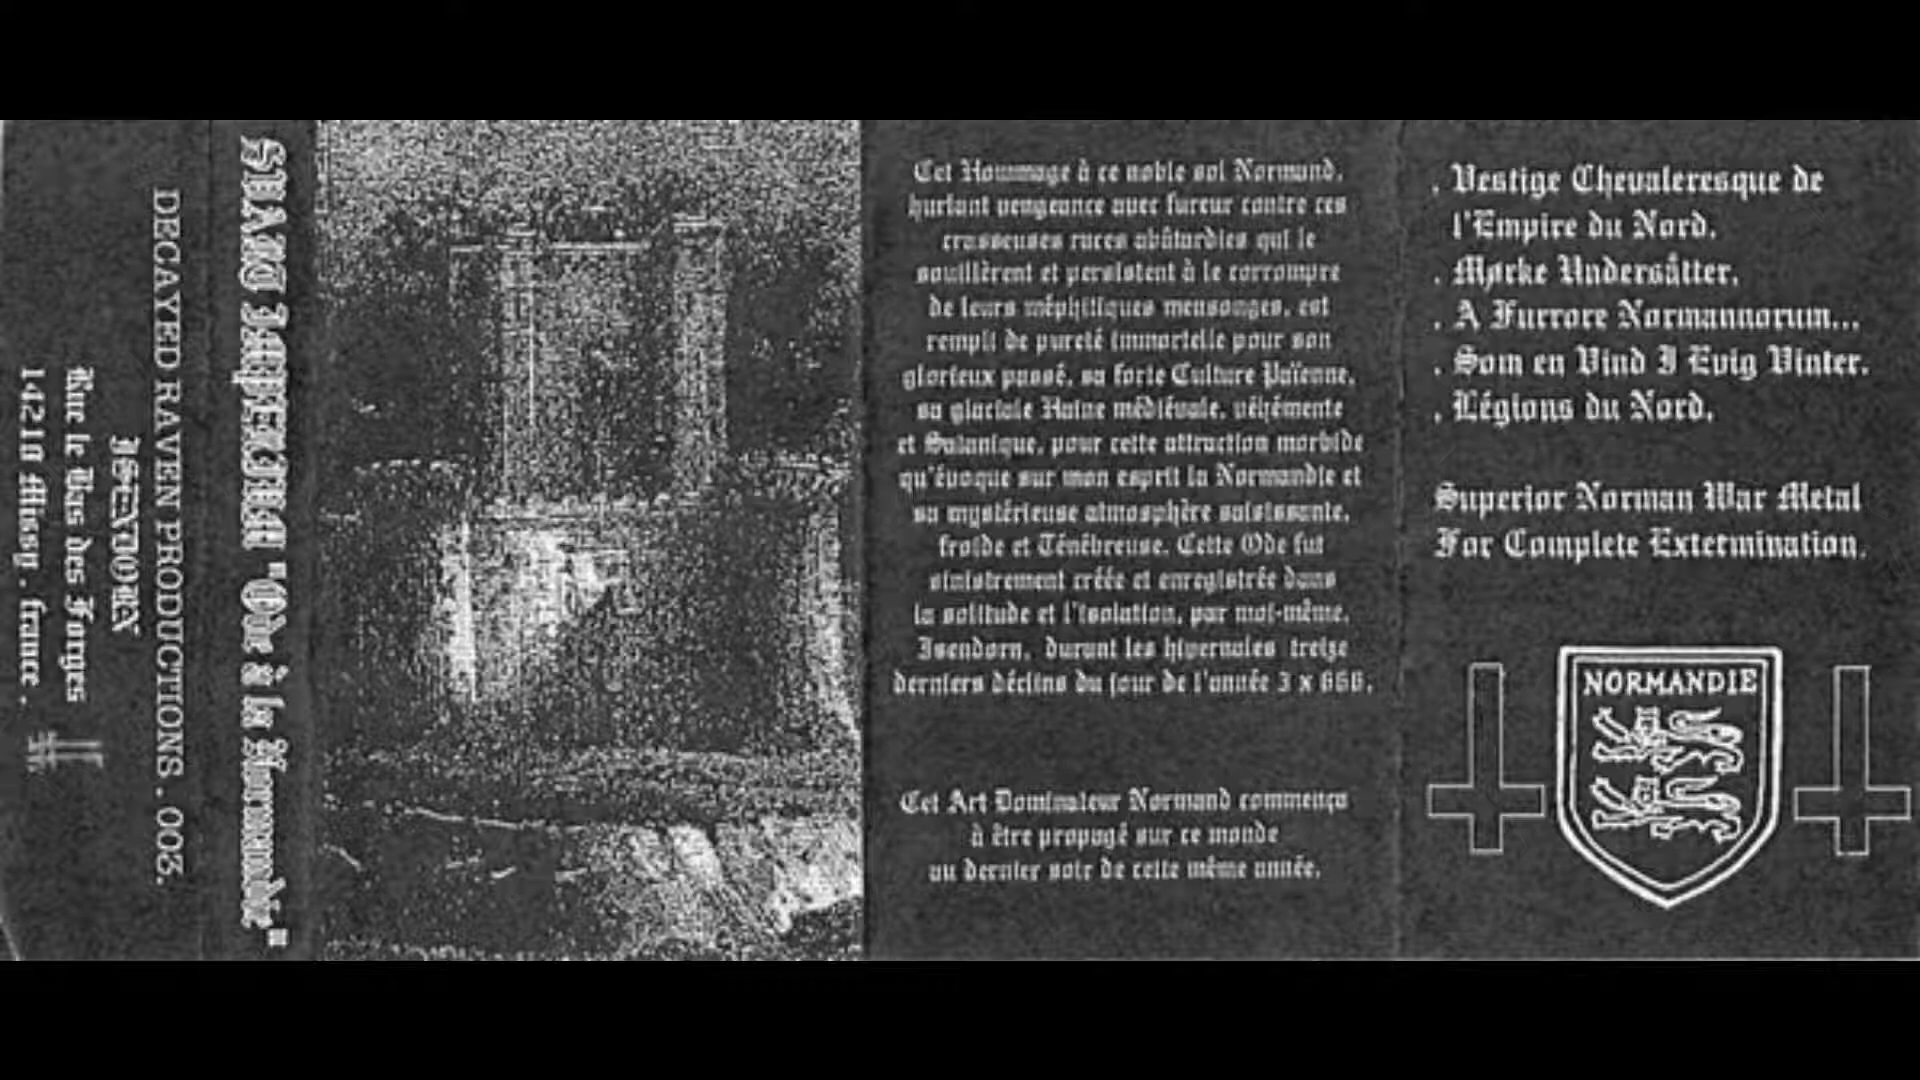 Rue le Bas des Forges
14210 Missy . france .
DECAYED RAVEN PRODUCTIONS . 003.
"Ode à la Normandie"
Cet Hommage à ce noble sol Normand,
hurlant vengeance avec fureur contre ces
crasseuses races abâtardies qui le
souillèrent et persistent à le corrompre
de leurs méphitiques mensonges, est
rempli de pureté immortelle pour son
glorieux passé, sa forte Culture Païenne,
sa glaciale Haine médiévale, véhémente
et Satanique, pour cette attraction morbide
qu'évoque sur mon esprit la Normandie et
sa mystérieuse atmosphère saisissante,
froide et Ténébreuse. Cette Ode fut
sinistrement créée et enregistrée dans
la solitude et l'isolation, par moi-même,
Isendorn, durant les hivernales treize
derniers déclins du jour de l'année 3 x 666.
Cet Art Dominateur Normand commença
à être propagé sur ce monde
au dernier soir de cette même année.
. Vestige Chevaleresque de
l'Empire du Nord.
. Mørke Undersåtter.
. A Furrore Normannorum...
. Som en Vind I Evig Vinter.
. Légions du Nord.
Superior Norman War Metal
For Complete Extetmination.
NORMANDIE